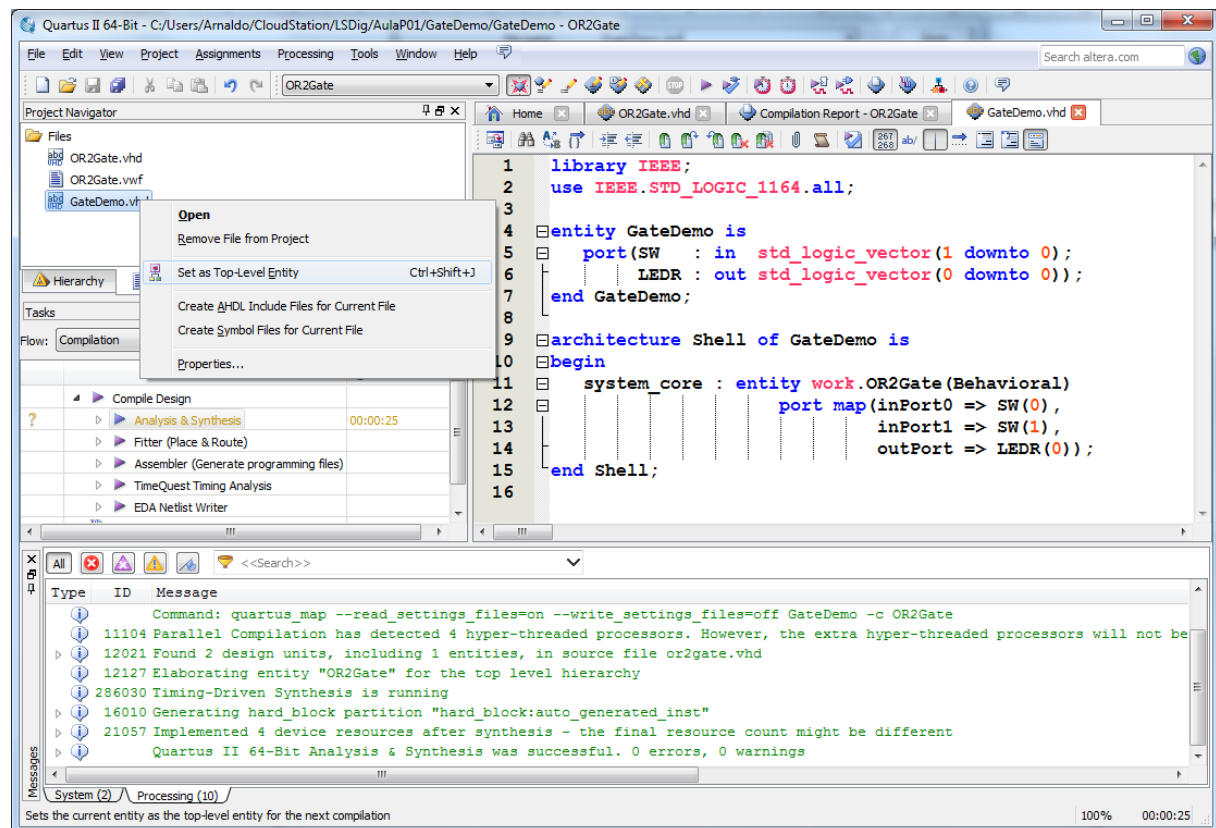 Quartus II 64-Bit - C:/Users/Arnaldo/CloudStation/LSDig/AulaP01/GateDemo/GateDemo - OR2Gate
File Edit View Project Assignments Processing Tools Window Help
Search altera.com
OR2Gate
Project Navigator
Files
OR2Gate.vhd
OR2Gate.vwf
GateDemo.vhd
Open
Remove File from Project
Set as Top-Level Entity Ctrl+Shift+J
Create AHDL Include Files for Current File
Create Symbol Files for Current File
Properties...
Hierarchy
Tasks
Flow: Compilation
Compile Design
? Analysis & Synthesis 00:00:25
Fitter (Place & Route)
Assembler (Generate programming files)
TimeQuest Timing Analysis
EDA Netlist Writer
Home OR2Gate.vhd Compilation Report - OR2Gate GateDemo.vhd
267
268 ab/
1 library IEEE;
2 use IEEE.STD_LOGIC_1164.all;
3
4 entity GateDemo is
5 port(SW : in std_logic_vector(1 downto 0);
6 LEDR : out std_logic_vector(0 downto 0));
7 end GateDemo;
8
9 architecture Shell of GateDemo is
10 begin
11 system_core : entity work.OR2Gate(Behavioral)
12 port map(inPort0 => SW(0),
13 inPort1 => SW(1),
14 outPort => LEDR(0));
15 end Shell;
16
All <<Search>>
Type ID Message
Command: quartus_map --read_settings_files=on --write_settings_files=off GateDemo -c OR2Gate
11104 Parallel Compilation has detected 4 hyper-threaded processors. However, the extra hyper-threaded processors will not be
12021 Found 2 design units, including 1 entities, in source file or2gate.vhd
12127 Elaborating entity "OR2Gate" for the top level hierarchy
286030 Timing-Driven Synthesis is running
16010 Generating hard_block partition "hard_block:auto_generated_inst"
21057 Implemented 4 device resources after synthesis - the final resource count might be different
Quartus II 64-Bit Analysis & Synthesis was successful. 0 errors, 0 warnings
Messages
System (2) Processing (10)
Sets the current entity as the top-level entity for the next compilation 100% 00:00:25